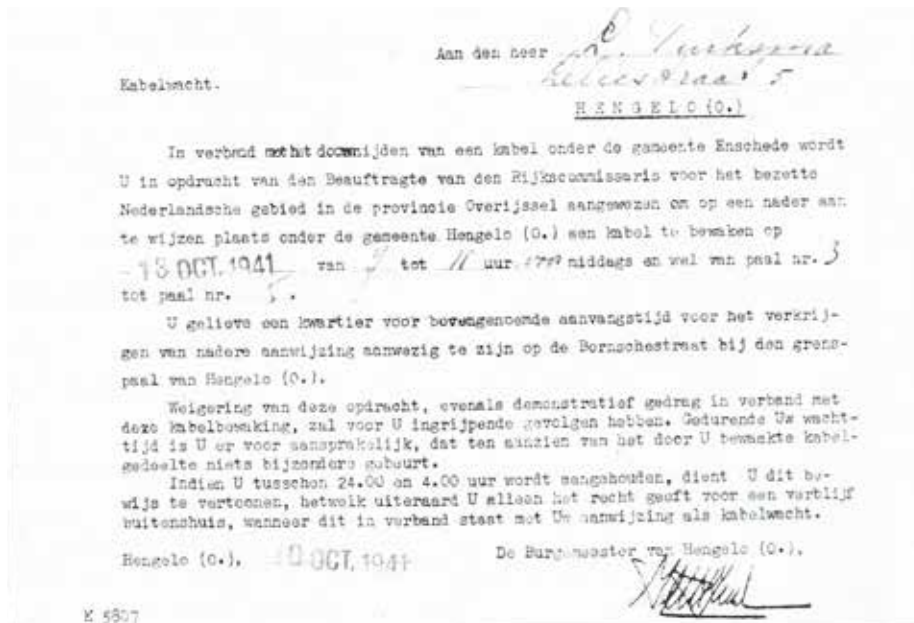 Aan den heer
Kabelwacht.
HENGELO (O.)
In verband met het doorsnijden van een kabel onder de gemeente Enschede wordt
U in opdracht van den Beauftragte van den Rijkscommissaris voor het bezette
Nederlandsche gebied in de provincie Overijssel aangewezen om op een nader aan
te wijzen plaats onder de gemeente Hengelo (O.) een kabel te bewaken op
13 OCT. 1941 van tot uur middags en wel van paal nr. 3
tot paal nr. 5.
U gelieve een kwartier voor bovengenoemde aanvangstijd voor het verkrij-
gen van nadere aanwijzing aanwezig te zijn op de Bornschestraat bij den grens-
paal van Hengelo (O.).
Weigering van deze opdracht, evenals demonstratief gedrag in verband met
deze kabelbewaking, zal voor U ingrijpende gevolgen hebben. Gedurende Uw wacht-
tijd is U er voor aansprakelijk, dat ten aanzien van het door U bewaakte kabel-
gedeelte niets bijzonders gebeurt.
Indien U tusschen 24.00 en 4.00 uur wordt aangehouden, dient U dit be-
wijs te vertoonen, hetwelk uiteraard U alleen het recht geeft voor een verblijf
buitenshuis, wanneer dit in verband staat met Uw aanwijzing als kabelwacht.
Hengelo (O.), 10 OCT. 1941 De Burgemeester van Hengelo (O.),
K 5807